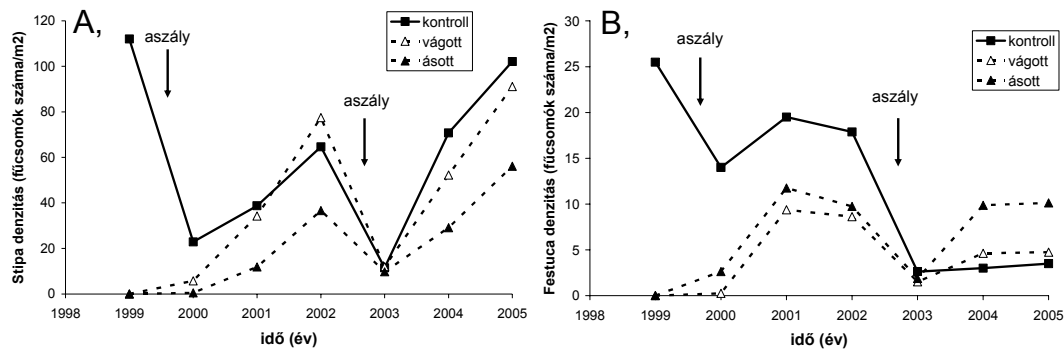 A,
Stipa denzitás (fűcsomók száma/m2)
120
100
80
60
40
20
0
aszály
aszály
kontroll
vágott
ásott
1998 1999 2000 2001 2002 2003 2004 2005
idő (év)
B,
Festuca denzitás (fűcsomók száma/m2)
30
25
20
15
10
5
0
aszály
aszály
kontroll
vágott
ásott
1998 1999 2000 2001 2002 2003 2004 2005
idő (év)